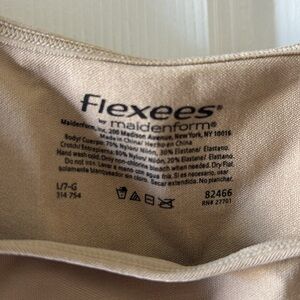 Flexees®
by maidenform®
Maidenform, Inc. 200 Madison Avenue, New York, NY 10016
Made in China/ Hecho en China
Body/ Cuerpo: 70% Nylon/ Nilón, 30% Elastane/ Elastano.
Crotch/ Entrepierna: 80% Nylon/ Nilón, 20% Elastane/ Elastano.
Hand wash cold. Only non-chlorine bleach when needed. Dry Flat.
Do not iron. Lavar a mano con agua fría. Si es necesario, usar
solamente blanqueador sin cloro. Secar extendido. No planchar.
L/7-G 82466
314 754 RN# 27701